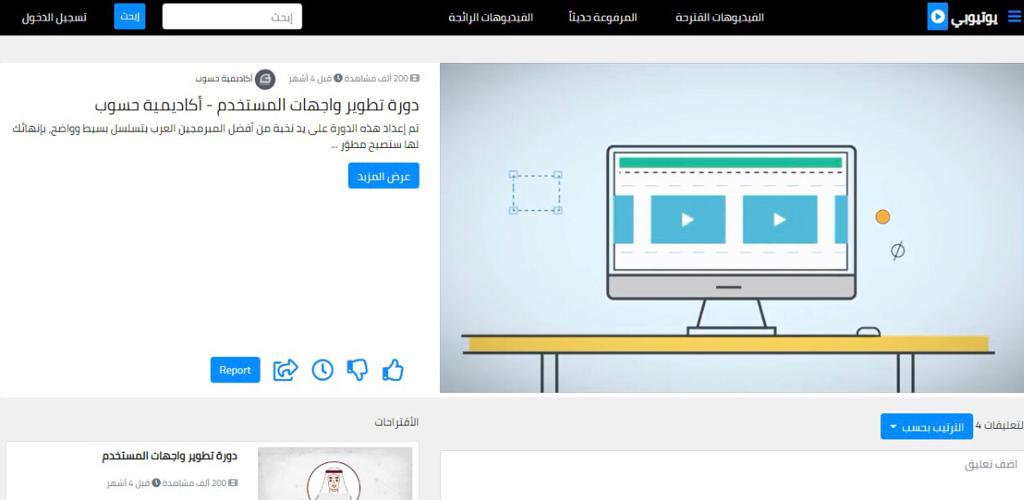 يوتيوبي
الفيديوهات المقترحة
المرفوعة حديثاً
الفيديوهات الرائجة
إبحث
إبحث
تسجيل الدخول
200 ألف مشاهدة قبل 4 أشهر أكاديمية حسوب
دورة تطوير واجهات المستخدم - أكاديمية حسوب
تم إعداد هذه الدورة على يد نخبة من أفضل المبرمجين العرب بتسلسل بسيط وواضح, بإنهائك
لها ستصبح مطوّر ...
عرض المزيد
Report
التعليقات 4
الترتيب بحسب
اضف تعليق
الأقتراحات
دورة تطوير واجهات المستخدم
200 ألف مشاهدة قبل 4 أشهر